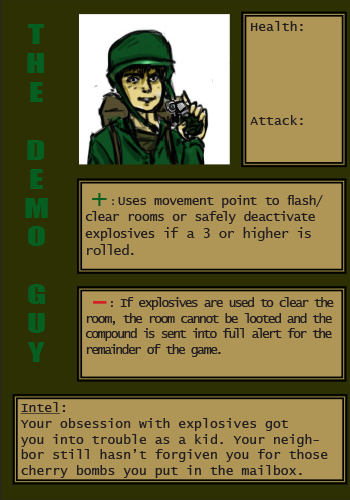 THE DEMO GUY
Health:
Attack:
+:Uses movement point to flash/
clear rooms or safely deactivate
explosives if a 3 or higher is
rolled.
−: If explosives are used to clear the
room, the room cannot be looted and the
compound is sent into full alert for the
remainder of the game.
Intel:
Your obsession with explosives got
you into trouble as a kid. Your neigh-
bor still hasn't forgiven you for those
cherry bombs you put in the mailbox.